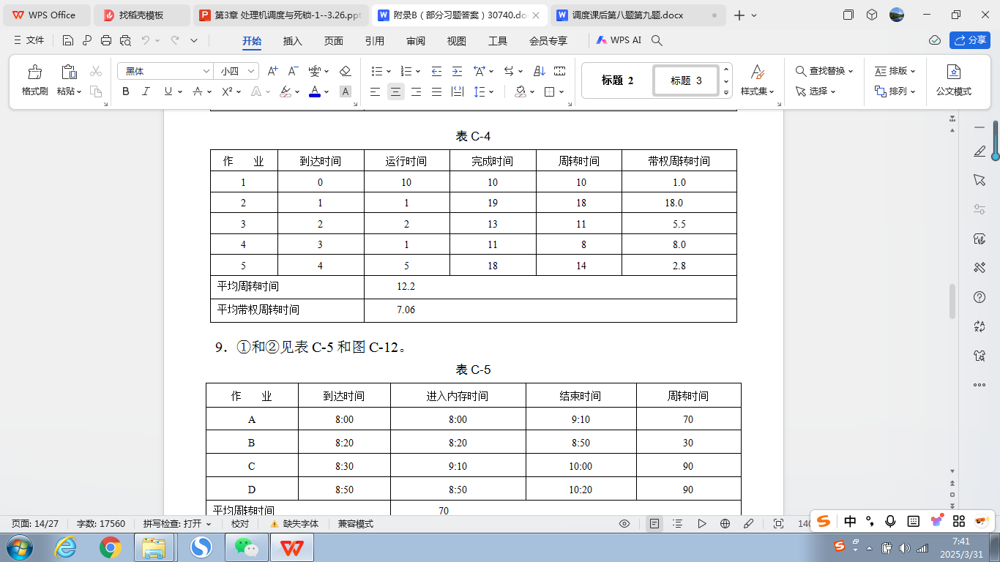 WPS Office 找稻壳模板 第3章 处理机调度与死锁-1--3.26.ppt 附录B（部分习题答案）30740.do 调度课后第八题第九题.docx
文件 开始 插入 页面 引用 审阅 视图 工具 会员专享 WPS AI 分享
格式刷 粘贴 黑体 小四 标题 2 标题 3 样式集 查找替换 选择 排版 排列 公文模式
表 C-4
作 业 到达时间 运行时间 完成时间 周转时间 带权周转时间
1 0 10 10 10 1.0
2 1 1 19 18 18.0
3 2 2 13 11 5.5
4 3 1 11 8 8.0
5 4 5 18 14 2.8
平均周转时间 12.2
平均带权周转时间 7.06
9．①和②见表 C-5 和图 C-12。
表 C-5
作 业 到达时间 进入内存时间 结束时间 周转时间
A 8:00 8:00 9:10 70
B 8:20 8:20 8:50 30
C 8:30 9:10 10:00 90
D 8:50 8:50 10:20 90
平均周转时间 70
页面: 14/27 字数: 17560 拼写检查: 打开 校对 缺失字体 兼容模式 140
中
7:41
2025/3/31